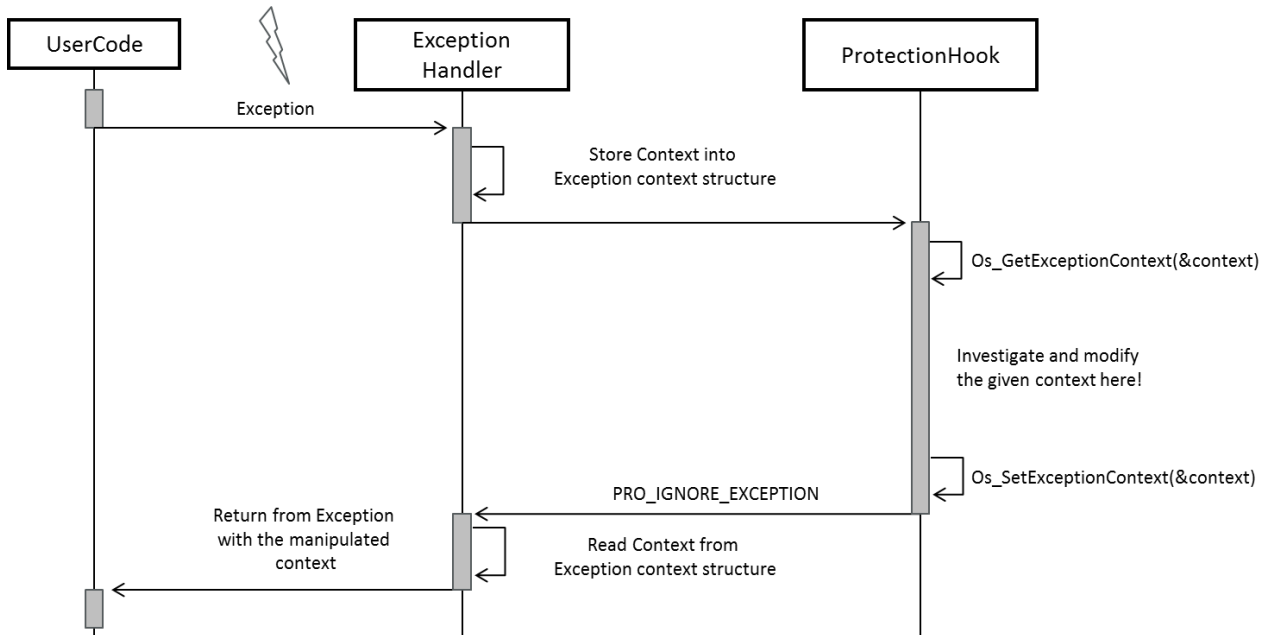 UserCode
Exception
Handler
ProtectionHook
Exception
Store Context into
Exception context structure
Os_GetExceptionContext(&context)
Investigate and modify
the given context here!
Os_SetExceptionContext(&context)
PRO_IGNORE_EXCEPTION
Return from Exception
with the manipulated
context
Read Context from
Exception context structure